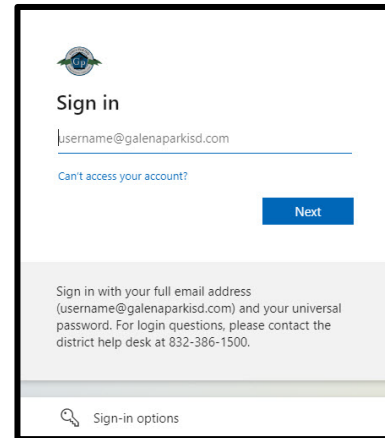 Gp
Sign in
username@galenaparkisd.com
Can't access your account?
Next
Sign in with your full email address
(username@galenaparkisd.com) and your universal
password. For login questions, please contact the
district help desk at 832-386-1500.
Sign-in options